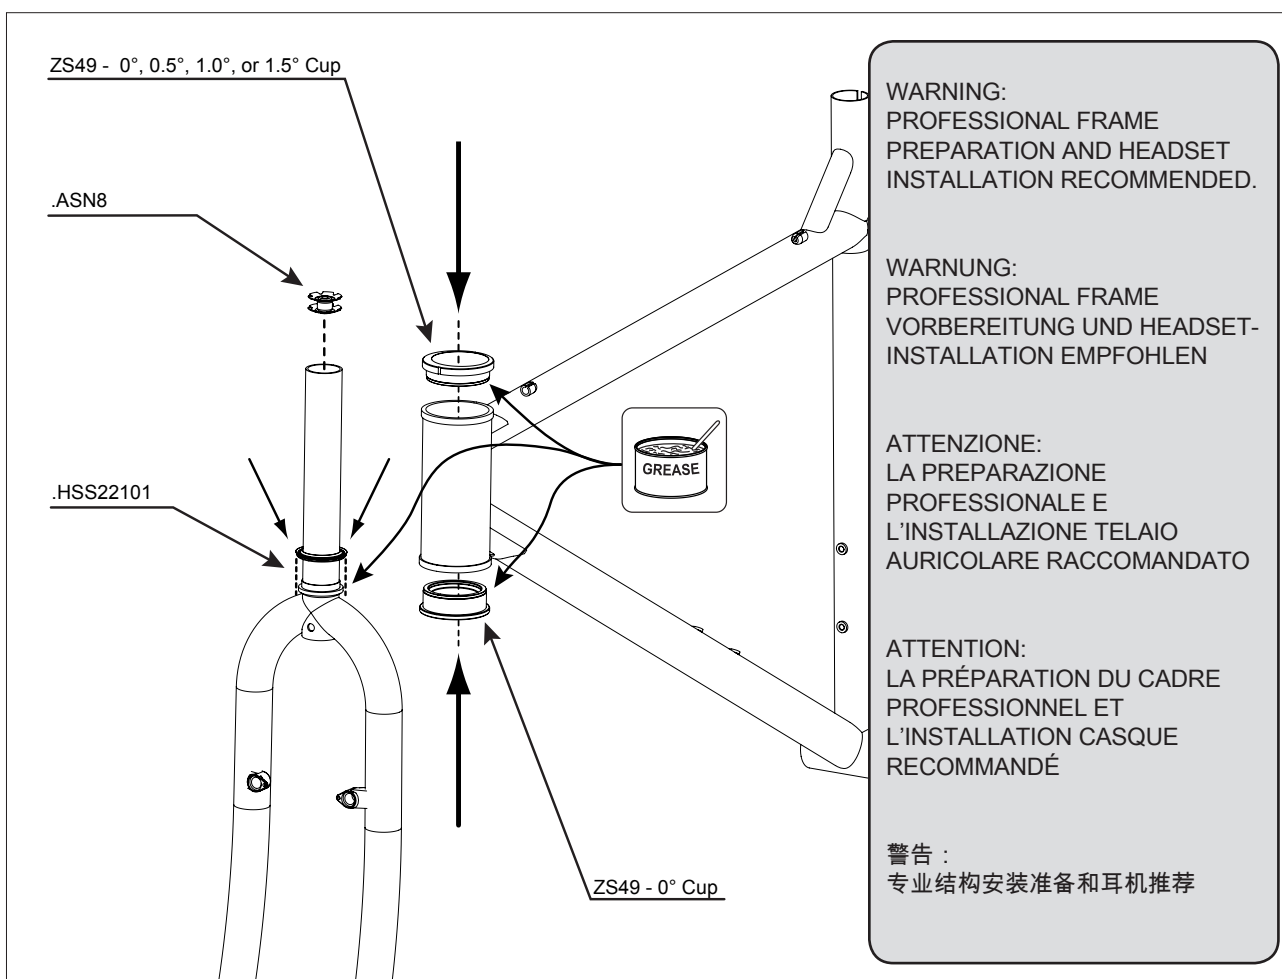 ZS49 - 0°, 0.5°, 1.0°, or 1.5° Cup
.ASN8
.HSS22101
GREASE
ZS49 - 0° Cup
WARNING:
PROFESSIONAL FRAME
PREPARATION AND HEADSET
INSTALLATION RECOMMENDED.
WARNUNG:
PROFESSIONAL FRAME
VORBEREITUNG UND HEADSET-
INSTALLATION EMPFOHLEN
ATTENZIONE:
LA PREPARAZIONE
PROFESSIONALE E
L'INSTALLAZIONE TELAIO
AURICOLARE RACCOMANDATO
ATTENTION:
LA PRÉPARATION DU CADRE
PROFESSIONNEL ET
L'INSTALLATION CASQUE
RECOMMANDÉ
警告：
专业结构安装准备和耳机推荐